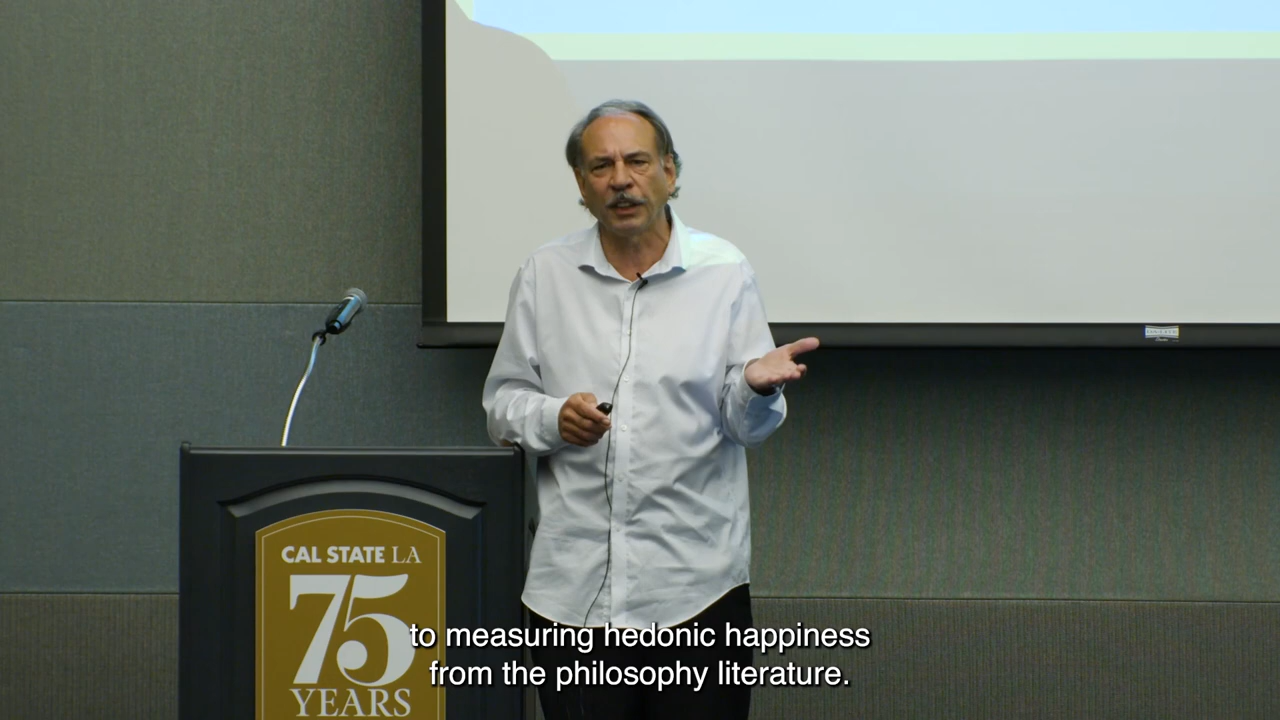 CAL STATE LA
75
YEARS
to measuring hedonic happiness
from the philosophy literature.